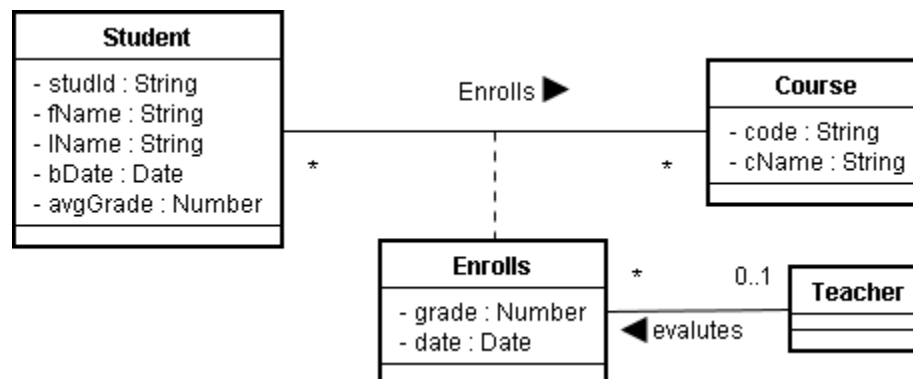 Student
- studId : String
- fName : String
- lName : String
- bDate : Date
- avgGrade : Number
Enrolls ▶
*
*
Course
- code : String
- cName : String
Enrolls
- grade : Number
- date : Date
*
0..1
◀ evalutes
Teacher